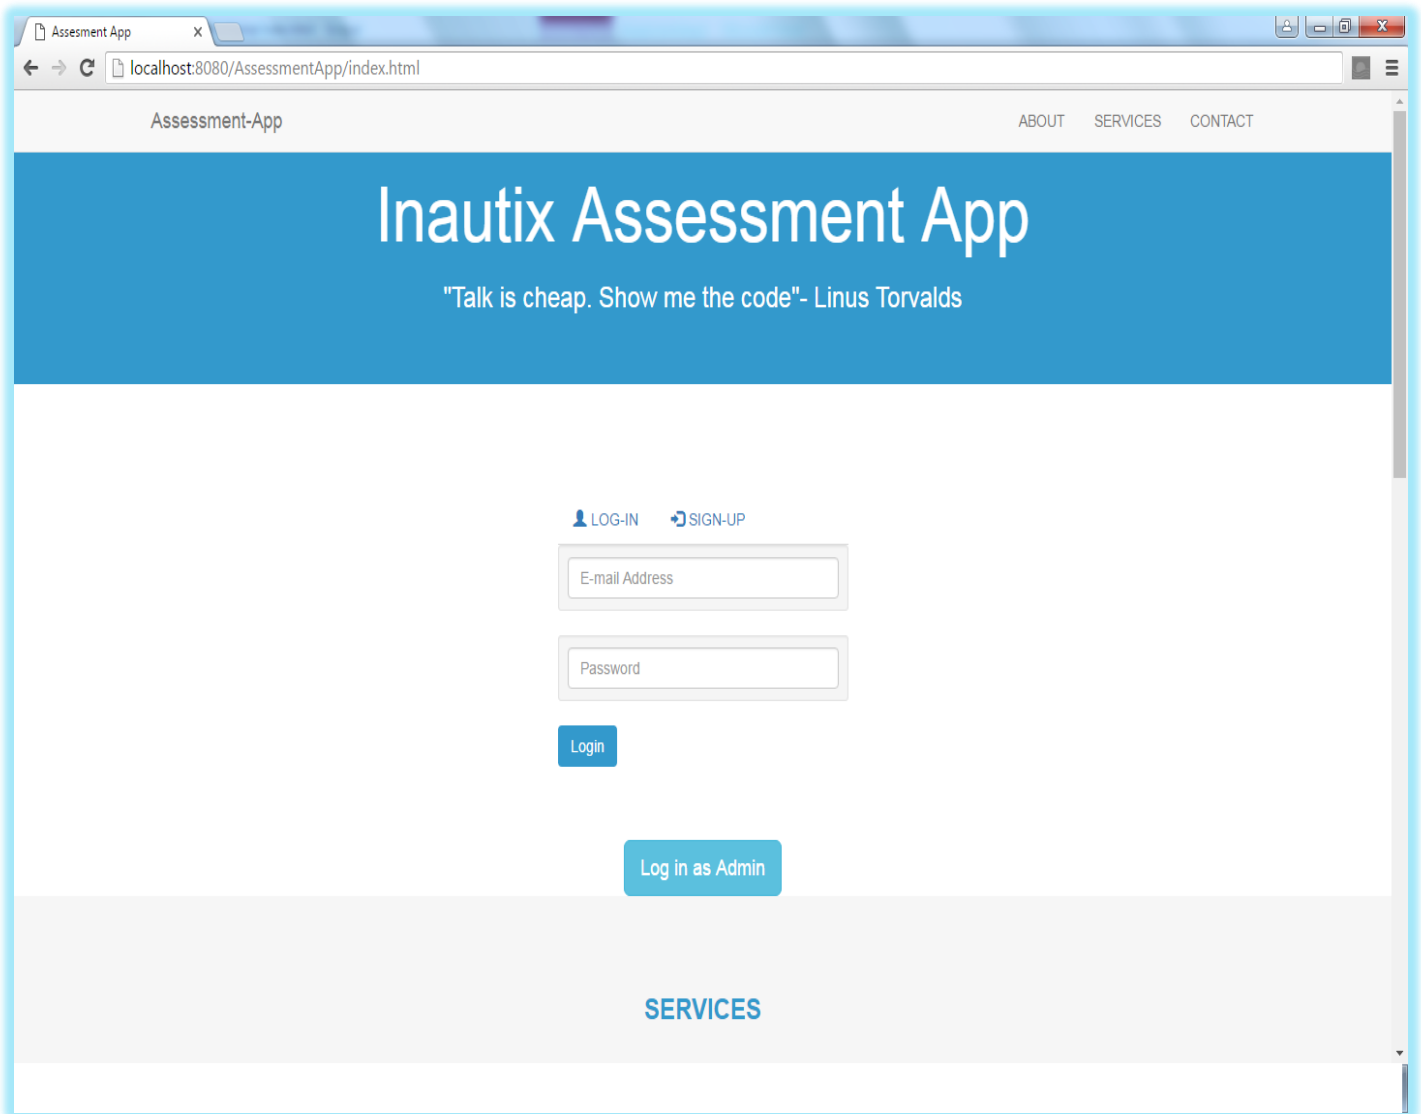 Assesment App
localhost:8080/AssessmentApp/index.html
Assessment-App
ABOUT SERVICES CONTACT
Inautix Assessment App
"Talk is cheap. Show me the code"- Linus Torvalds
LOG-IN SIGN-UP
E-mail Address
Password
Login
Log in as Admin
SERVICES